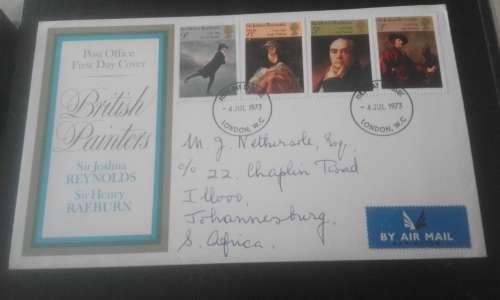 Post Office
First Day Cover
British
Painters
Sir Joshua
REYNOLDS
Sir Henry
RAEBURN
- 4 JUL 1973
LONDON, W.C
- 4 JUL 1973
LONDON, W.C
M. J. Nethersole, Esq.
c/o 22. Chaplin Road
Illovo,
Johannesburg.
S. Africa.
BY AIR MAIL